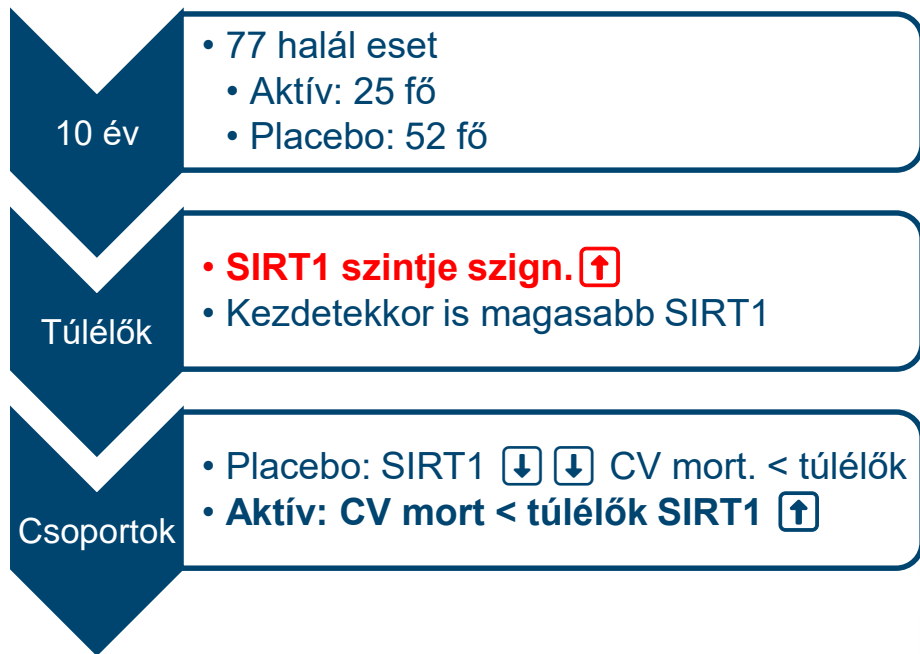 10 év
• 77 halál eset
• Aktív: 25 fő
• Placebo: 52 fő
Túlélők
• SIRT1 szintje szign. ⬆
• Kezdetekkor is magasabb SIRT1
Csoportok
• Placebo: SIRT1 ⬇ ⬇ CV mort. < túlélők
• Aktív: CV mort < túlélők SIRT1 ⬆